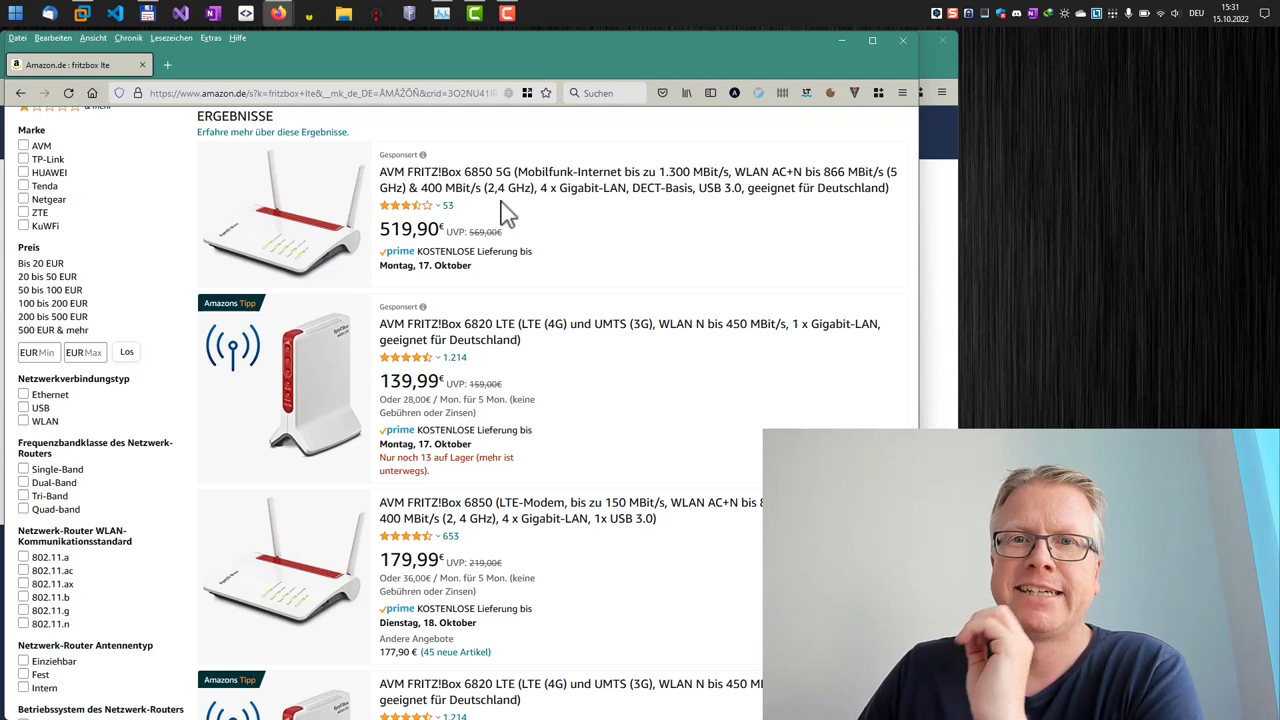 DEU
15:31
15.10.2022
Datei Bearbeiten Ansicht Chronik Lesezeichen Extras Hilfe
Amazon.de : fritzbox lte
https://www.amazon.de/s?k=fritzbox+lte&__mk_de_DE=ÅMÅŽÕÑ&crid=3O2NU41IF
Suchen
& mehr
Marke
AVM
TP-Link
HUAWEI
Tenda
Netgear
ZTE
KuWFi
Preis
Bis 20 EUR
20 bis 50 EUR
50 bis 100 EUR
100 bis 200 EUR
200 bis 500 EUR
500 EUR & mehr
EUR Min EUR Max Los
Netzwerkverbindungstyp
Ethernet
USB
WLAN
Frequenzbandklasse des Netzwerk-
Routers
Single-Band
Dual-Band
Tri-Band
Quad-band
Netzwerk-Router WLAN-
Kommunikationsstandard
802.11.a
802.11.ac
802.11.ax
802.11.b
802.11.g
802.11.n
Netzwerk-Router Antennentyp
Einziehbar
Fest
Intern
Betriebssystem des Netzwerk-Routers
ERGEBNISSE
Erfahre mehr über diese Ergebnisse.
Gesponsert
AVM FRITZ!Box 6850 5G (Mobilfunk-Internet bis zu 1.300 MBit/s, WLAN AC+N bis 866 MBit/s (5
GHz) & 400 MBit/s (2,4 GHz), 4 x Gigabit-LAN, DECT-Basis, USB 3.0, geeignet für Deutschland)
53
519,90€ UVP: 569,00€
prime KOSTENLOSE Lieferung bis
Montag, 17. Oktober
Amazons Tipp
Gesponsert
AVM FRITZ!Box 6820 LTE (LTE (4G) und UMTS (3G), WLAN N bis 450 MBit/s, 1 x Gigabit-LAN,
geeignet für Deutschland)
1.214
139,99€ UVP: 159,00€
Oder 28,00€ / Mon. für 5 Mon. (keine
Gebühren oder Zinsen)
prime KOSTENLOSE Lieferung bis
Montag, 17. Oktober
Nur noch 13 auf Lager (mehr ist
unterwegs).
AVM FRITZ!Box 6850 (LTE-Modem, bis zu 150 MBit/s, WLAN AC+N bis 8
400 MBit/s (2, 4 GHz), 4 x Gigabit-LAN, 1x USB 3.0)
653
179,99€ UVP: 219,00€
Oder 36,00€ / Mon. für 5 Mon. (keine
Gebühren oder Zinsen)
prime KOSTENLOSE Lieferung bis
Dienstag, 18. Oktober
Andere Angebote
177,90 € (45 neue Artikel)
Amazons Tipp
AVM FRITZ!Box 6820 LTE (LTE (4G) und UMTS (3G), WLAN N bis 450 M
geeignet für Deutschland)
1.214